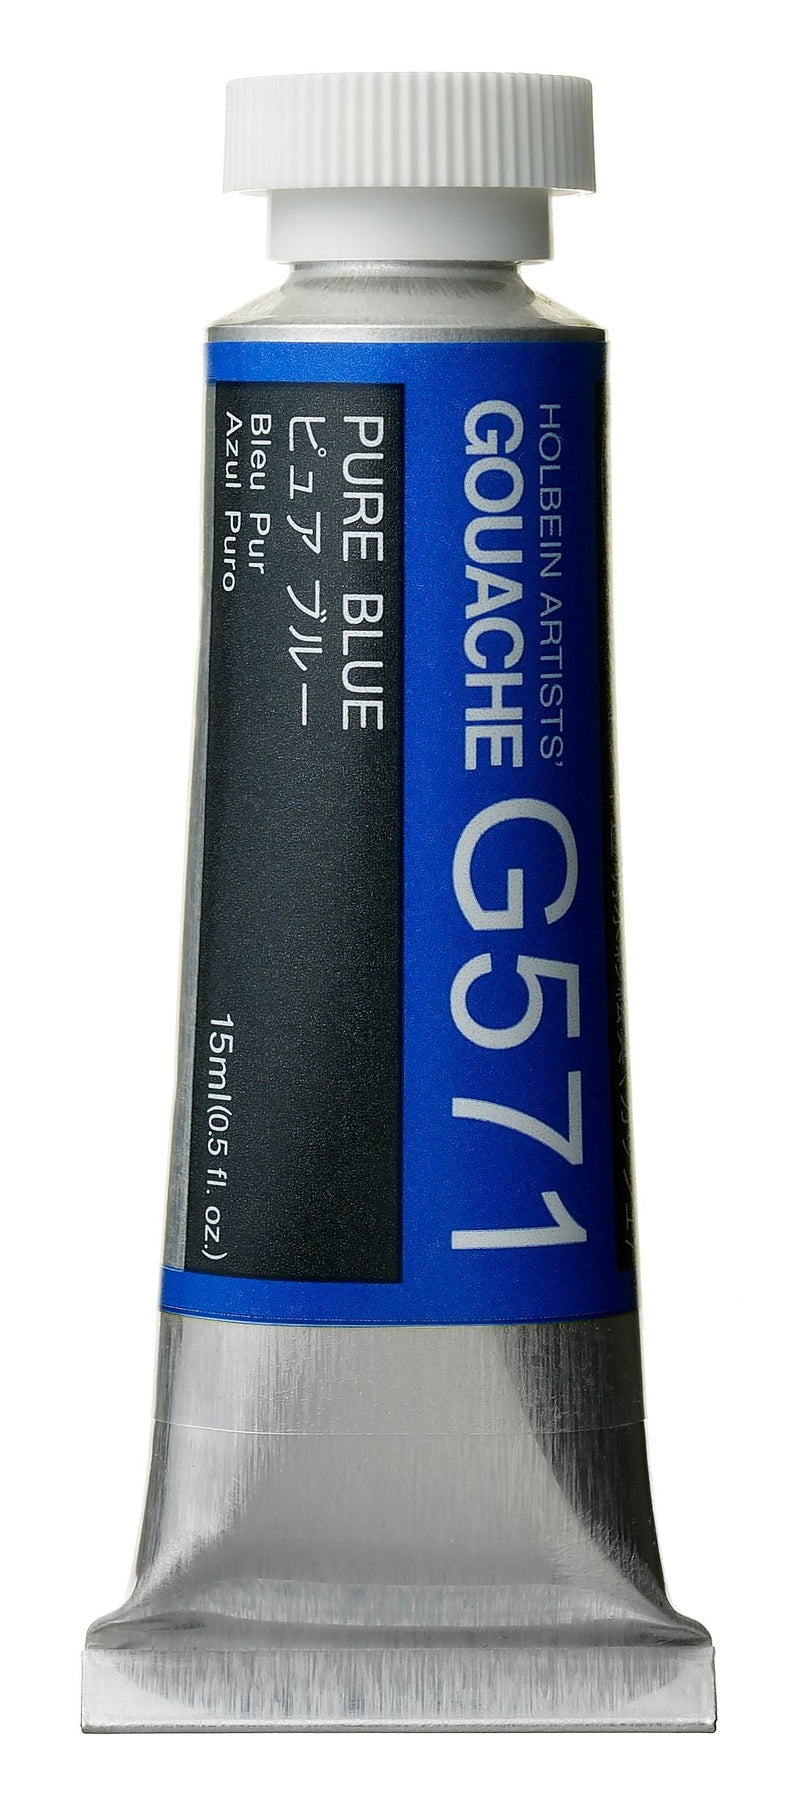 HOLBEIN ARTISTS'
GOUACHE G571
PURE BLUE
ピュア ブルー
Bleu Pur
Azul Puro
15ml(0.5 fl. oz.)